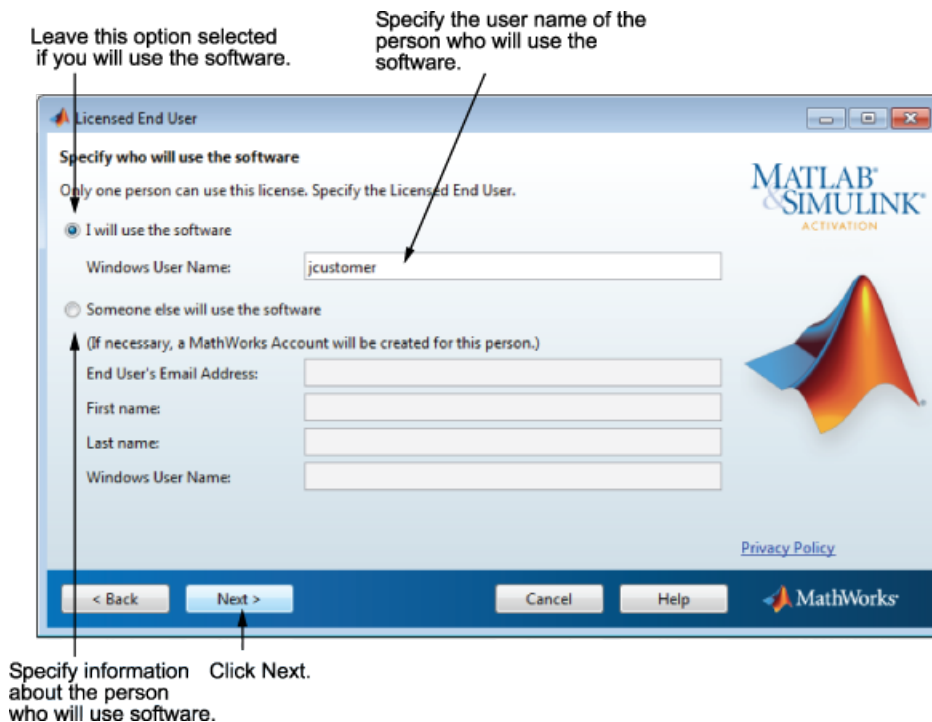 Leave this option selected
if you will use the software.
Specify the user name of the
person who will use the
software.
Licensed End User
Specify who will use the software
Only one person can use this license. Specify the Licensed End User.
I will use the software
Windows User Name:
jcustomer
Someone else will use the software
(If necessary, a MathWorks Account will be created for this person.)
End User's Email Address:
First name:
Last name:
Windows User Name:
MATLAB®
&SIMULINK®
ACTIVATION
Privacy Policy
< Back
Next >
Cancel
Help
MathWorks®
Specify information
about the person
who will use software.
Click Next.